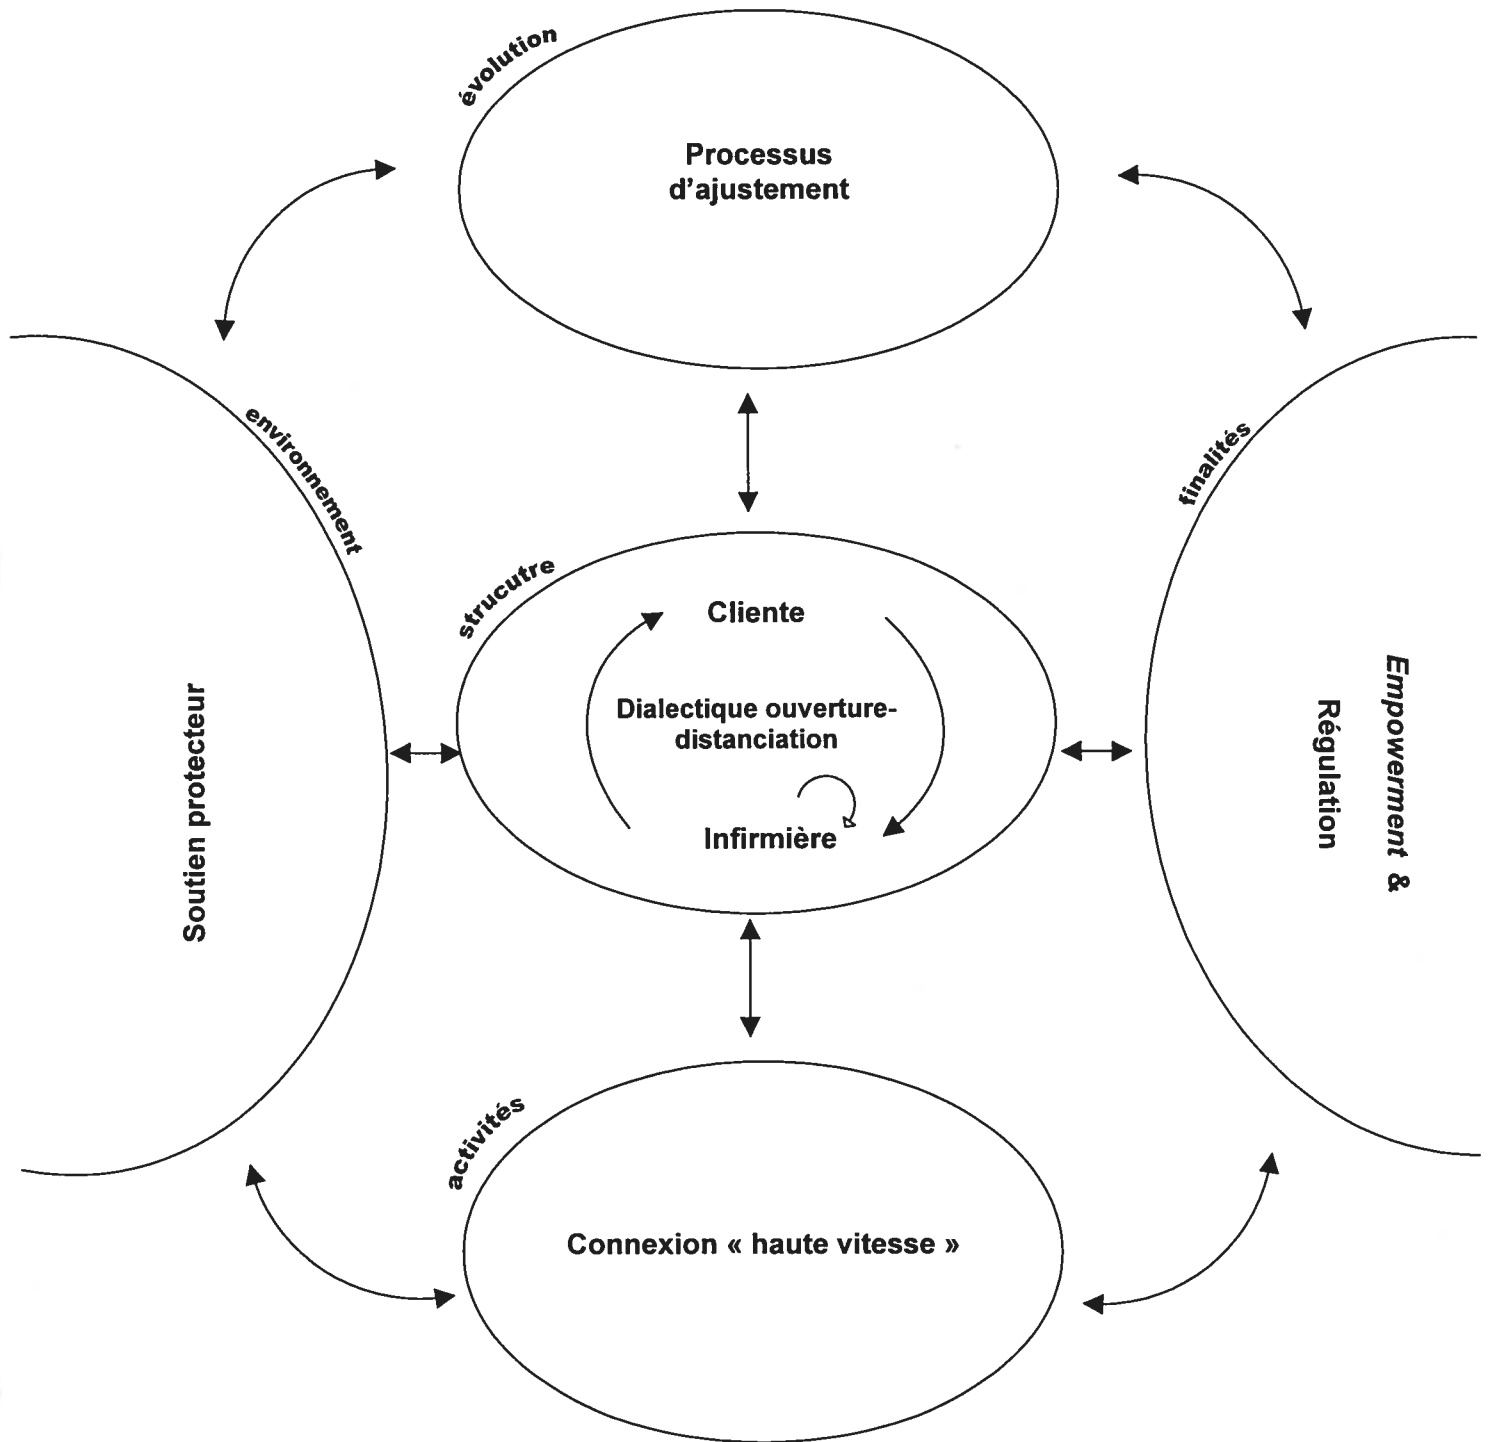 évolution
Processus
d'ajustement
environnement
finalités
strucutre
Cliente
Dialectique ouverture-
distanciation
Infirmière
Soutien protecteur
Empowerment &
Régulation
activités
Connexion « haute vitesse »